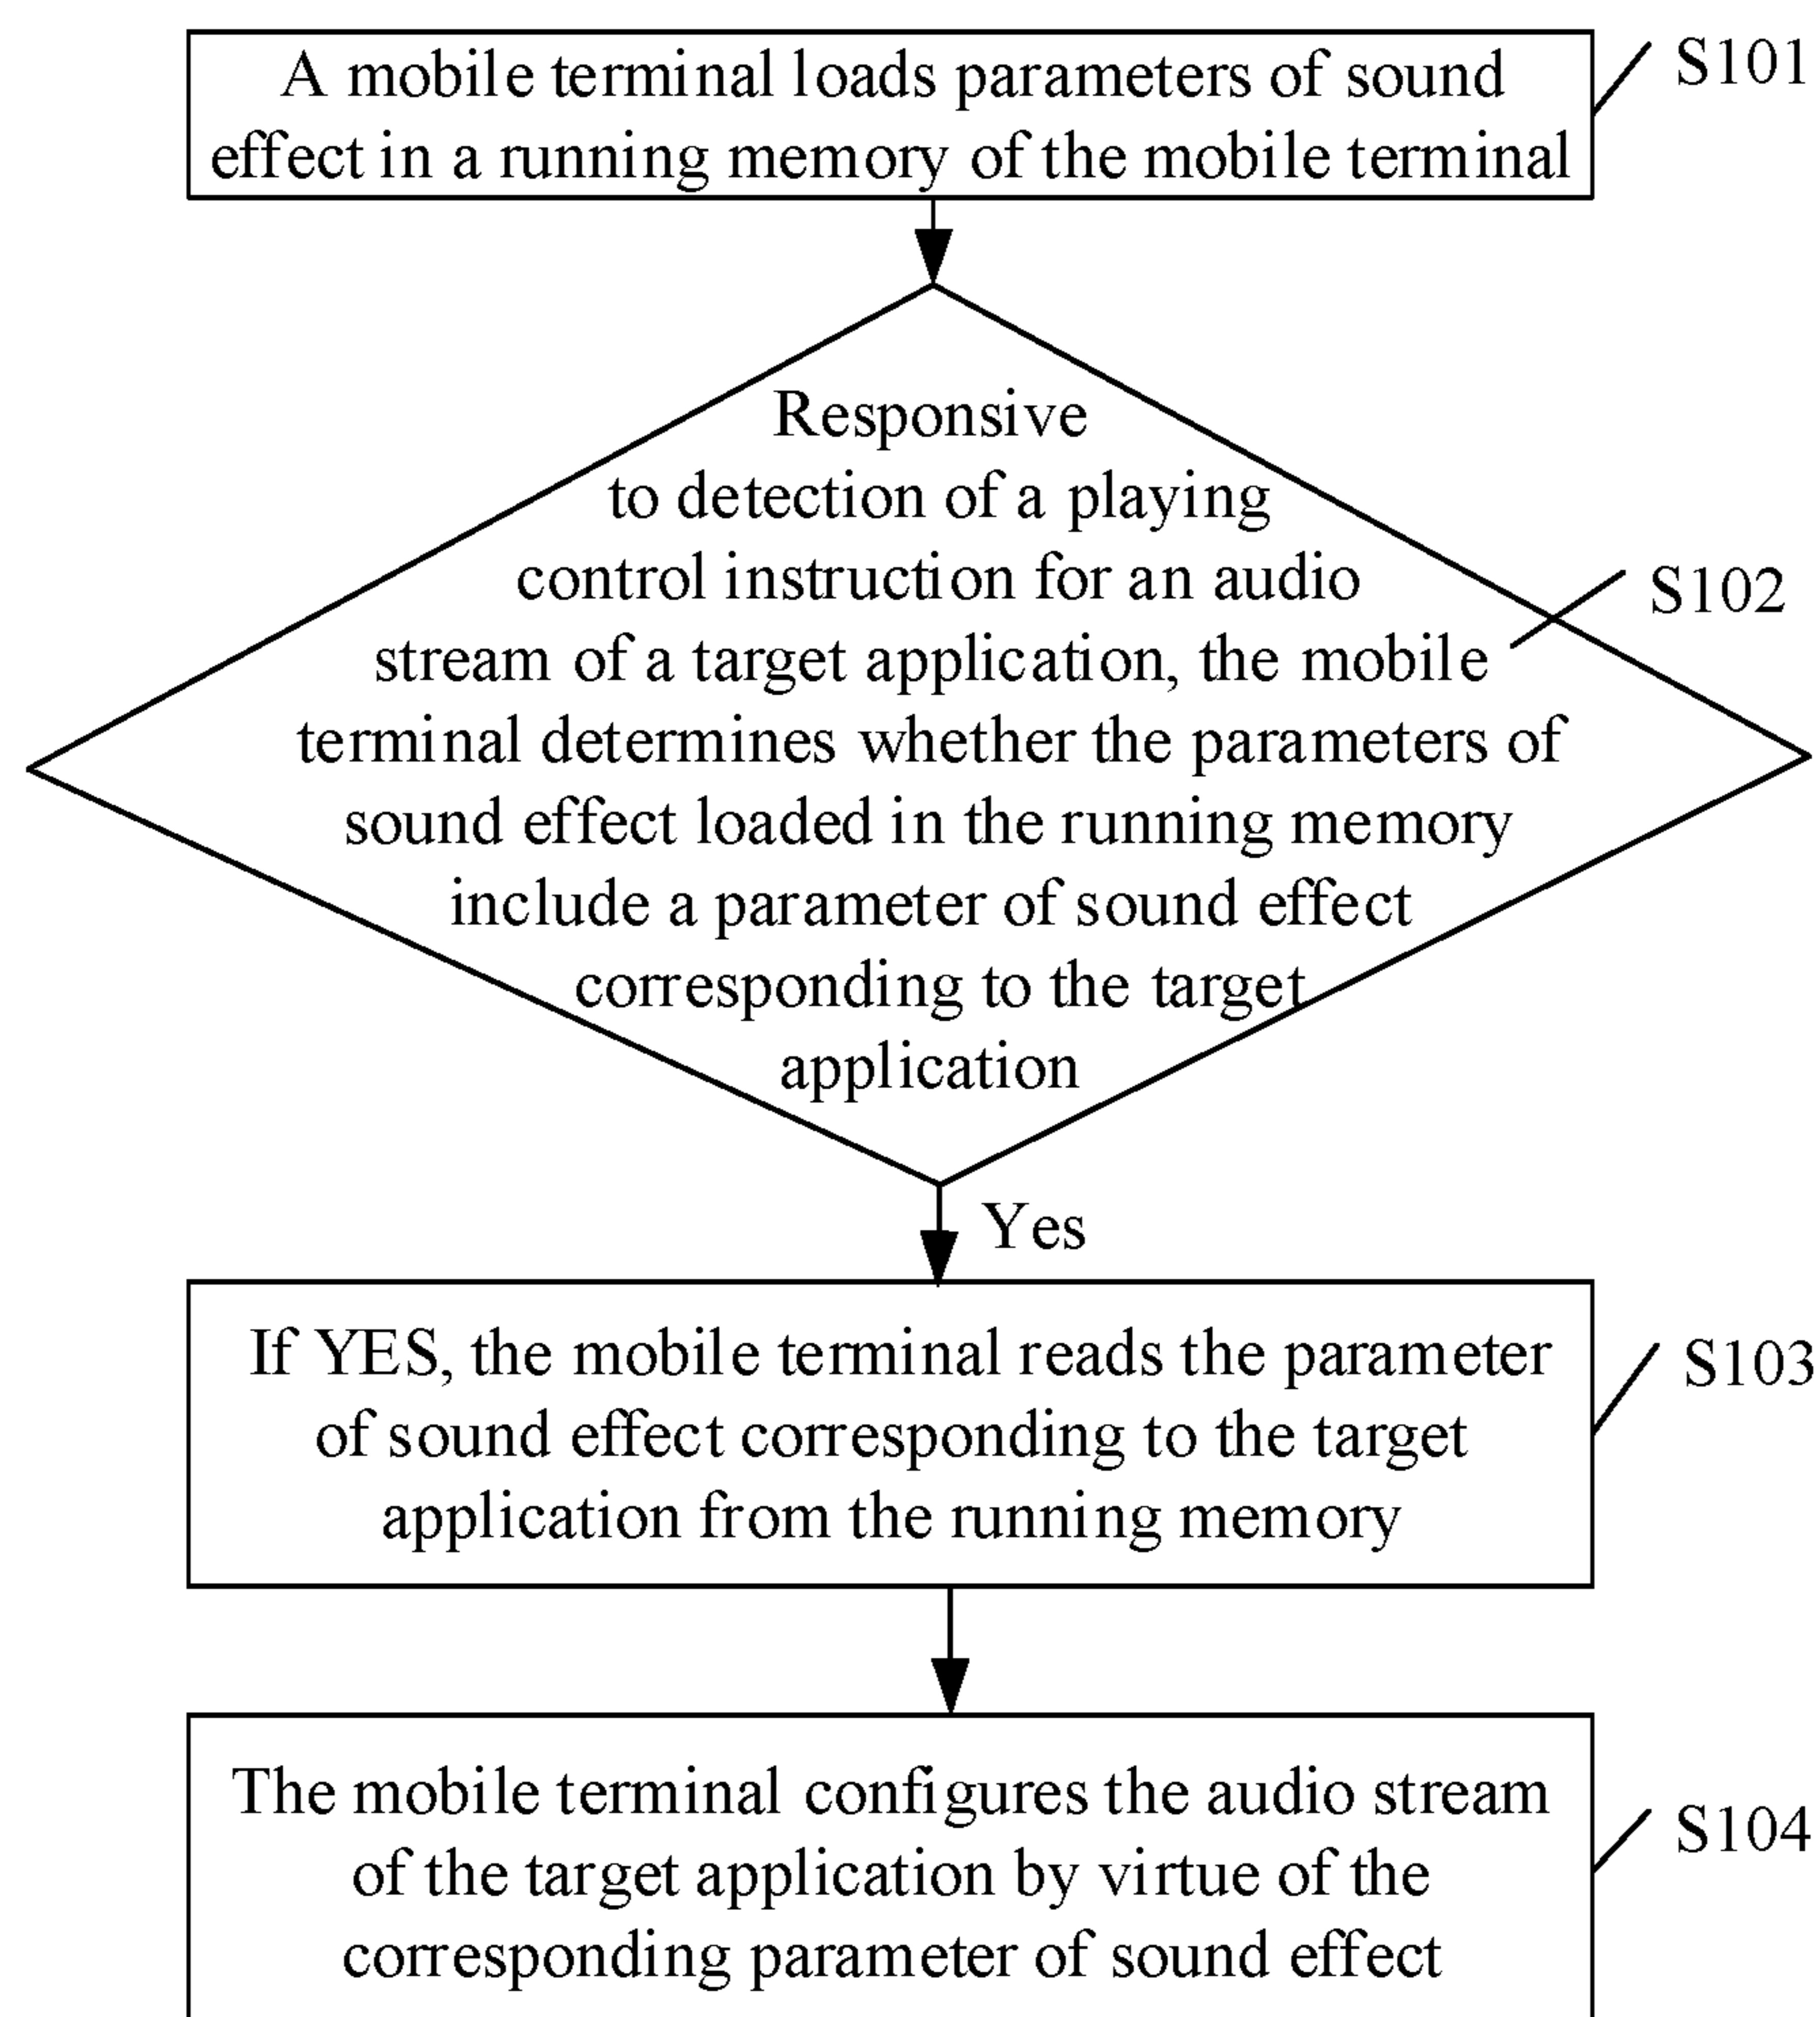 A mobile terminal loads parameters of sound
effect in a running memory of the mobile terminal
S101
Responsive
to detection of a playing
control instruction for an audio
stream of a target application, the mobile
terminal determines whether the parameters of
sound effect loaded in the running memory
include a parameter of sound effect
corresponding to the target
application
S102
Yes
If YES, the mobile terminal reads the parameter
of sound effect corresponding to the target
application from the running memory
S103
The mobile terminal configures the audio stream
of the target application by virtue of the
corresponding parameter of sound effect
S104